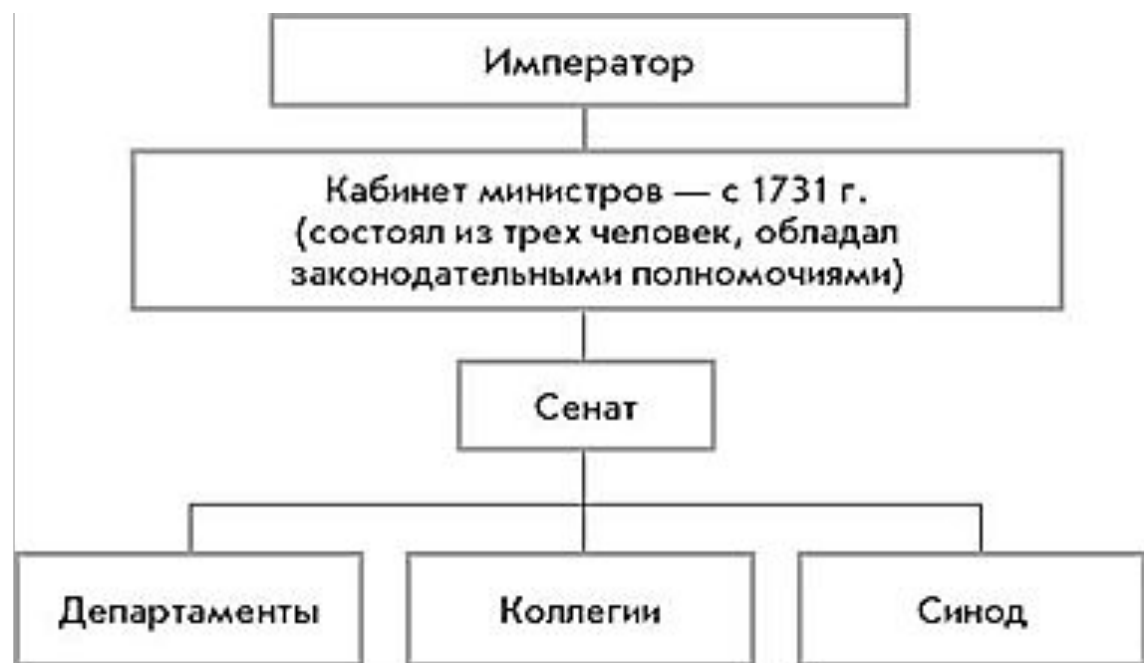 Император
Кабинет министров — с 1731 г.
(состоял из трех человек, обладал
законодательными полномочиями)
Сенат
Департаменты
Коллегии
Синод